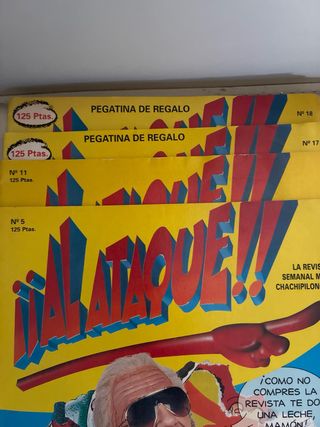 PEGATINA DE REGALO
125 Ptas.
Nº 18
PEGATINA DE REGALO
125 Ptas.
Nº 17
Nº 11
125 Ptas.
Nº 5
125 Ptas.
¡¡AL ATAQUE!!
LA REVIS
SEMANAL M
CHACHIPILON
¡CÓMO NO
COMPRES LA
REVISTA TE DO
UNA LECHE,
MAMÓN!